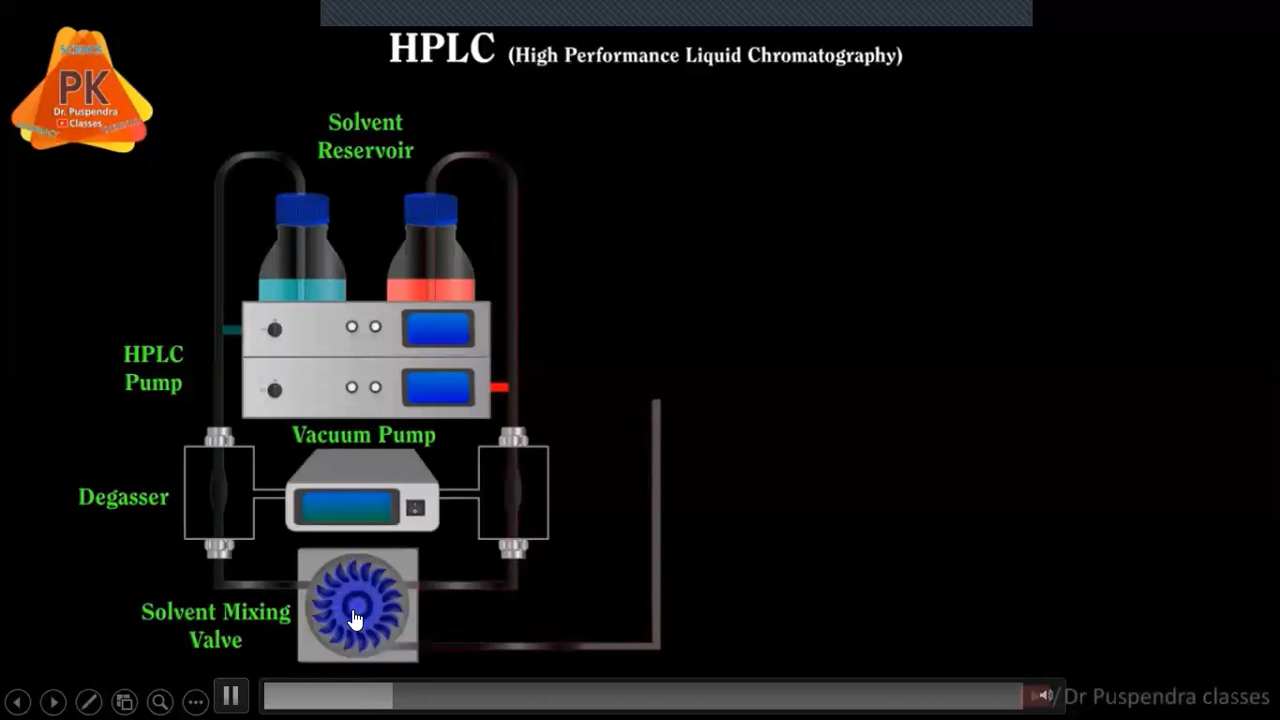 HPLC (High Performance Liquid Chromatography)
SCIENCE
PK
Dr. Puspendra
Classes
Solvent
Reservoir
HPLC
Pump
Vacuum Pump
Degasser
Solvent Mixing
Valve
/Dr Puspendra classes